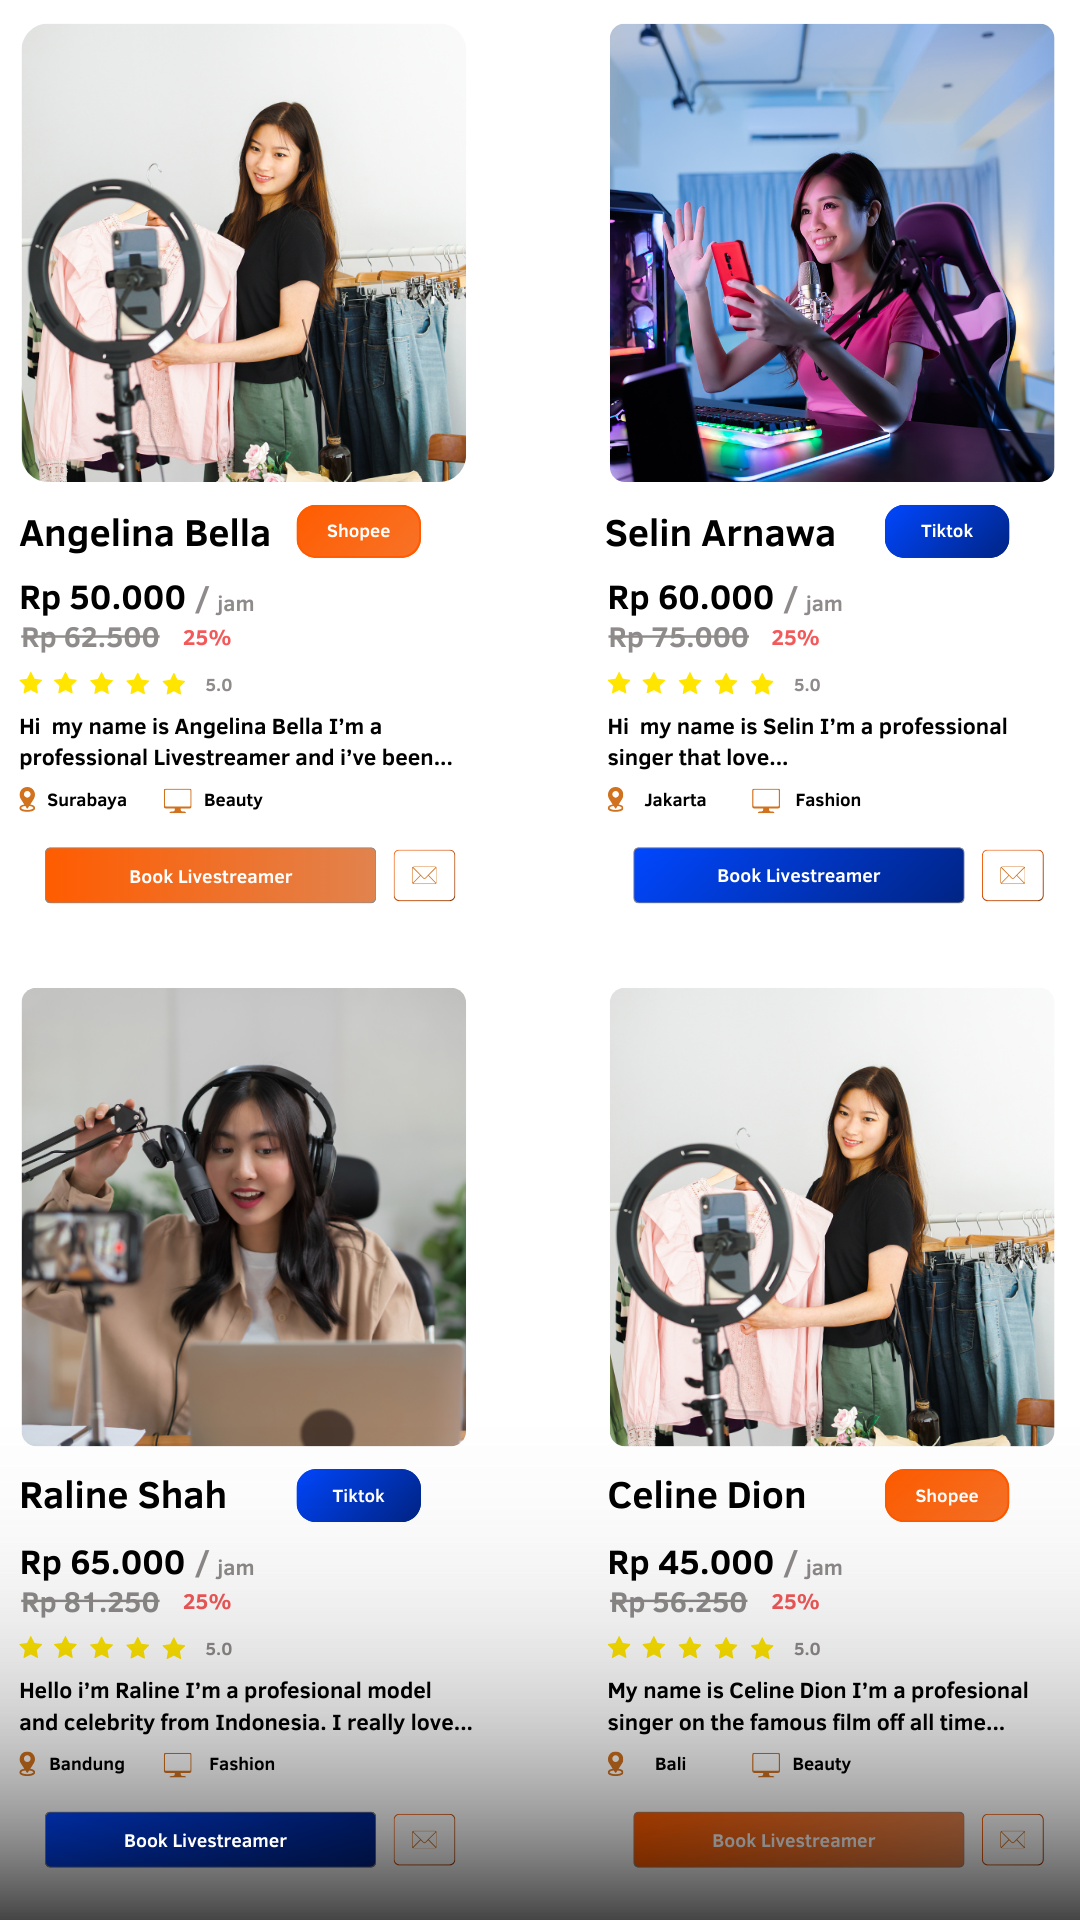 Angelina Bella Shopee
Rp 50.000 / jam
Rp 62.500 25%
5.0
Hi  my name is Angelina Bella I’m a
professional Livestreamer and i’ve been...
Surabaya Beauty
Book Livestreamer
Selin Arnawa Tiktok
Rp 60.000 / jam
Rp 75.000 25%
5.0
Hi  my name is Selin I’m a professional
singer that love...
Jakarta Fashion
Book Livestreamer
Raline Shah Tiktok
Rp 65.000 / jam
Rp 81.250 25%
5.0
Hello i’m Raline I’m a profesional model
and celebrity from Indonesia. I really love...
Bandung Fashion
Book Livestreamer
Celine Dion Shopee
Rp 45.000 / jam
Rp 56.250 25%
5.0
My name is Celine Dion I’m a profesional
singer on the famous film off all time...
Bali Beauty
Book Livestreamer